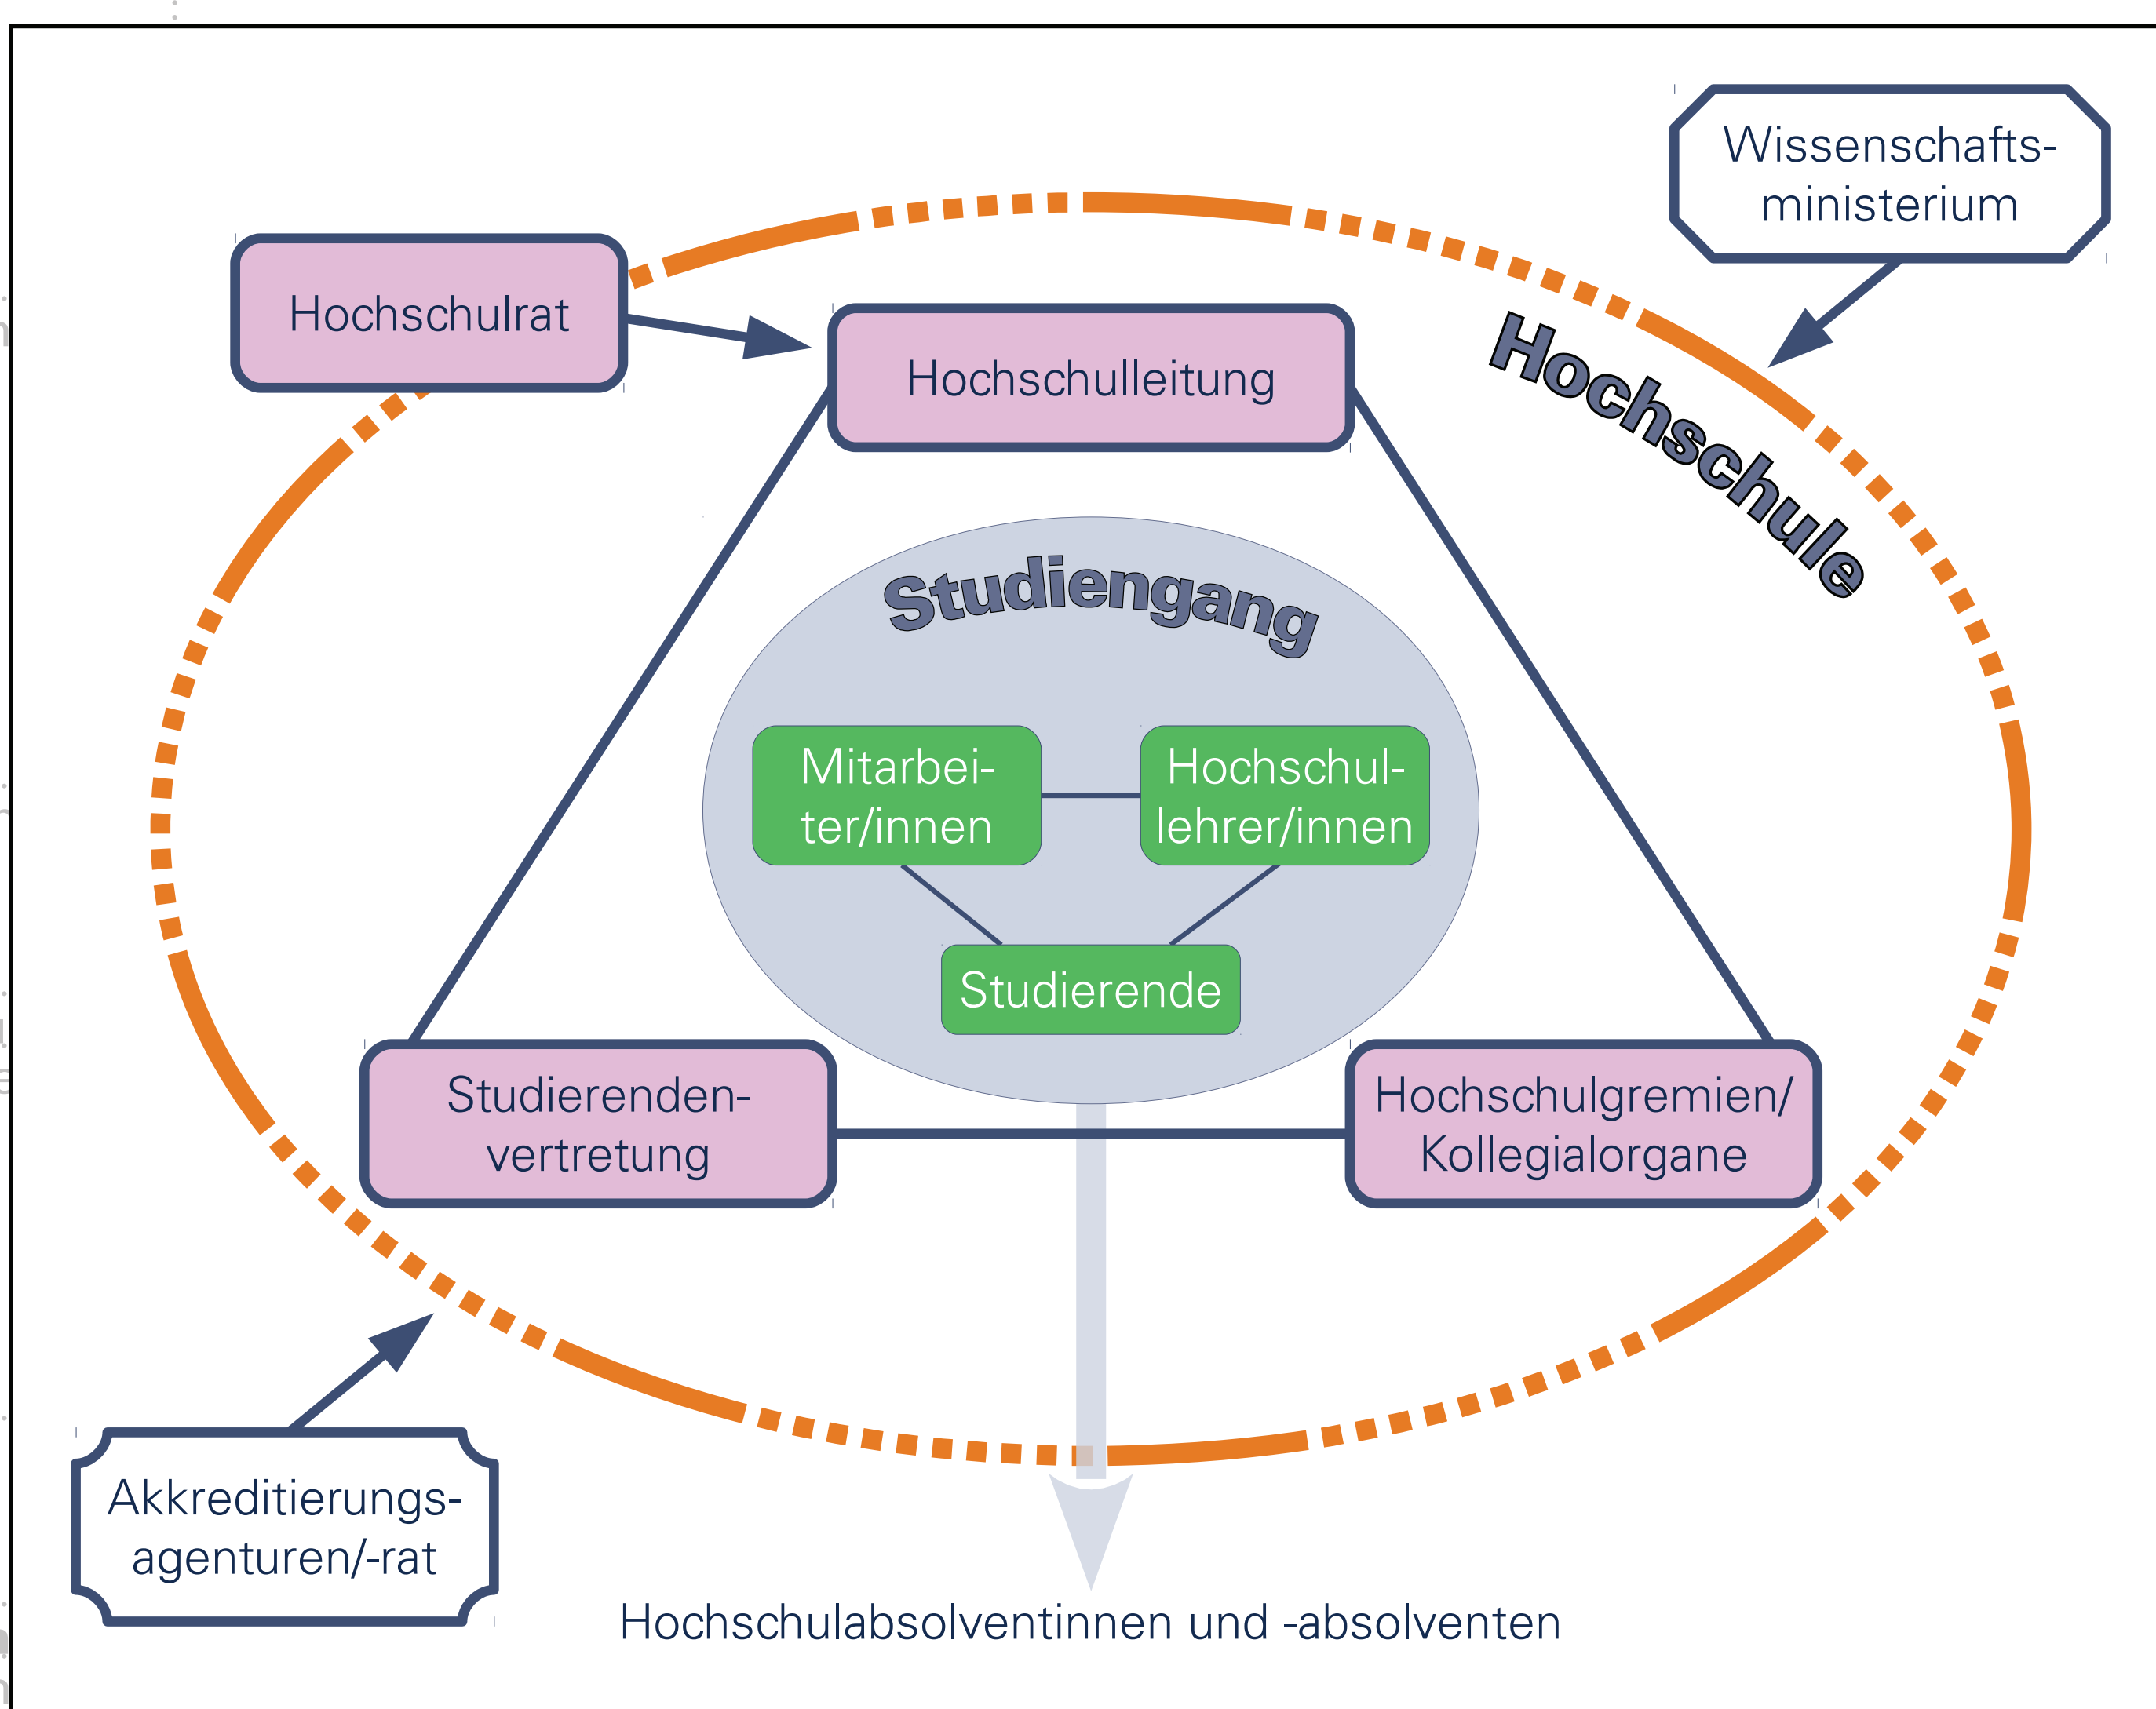 Wissenschafts-
ministerium
Hochschulrat
Hochschulleitung
Hochschule
Studiengang
Mitarbei-
ter/innen
Hochschul-
lehrer/innen
Studierende
Studierenden-
vertretung
Hochschulgremien/
Kollegialorgane
Akkreditierungs-
agenturen/-rat
Hochschulabsolventinnen und -absolventen